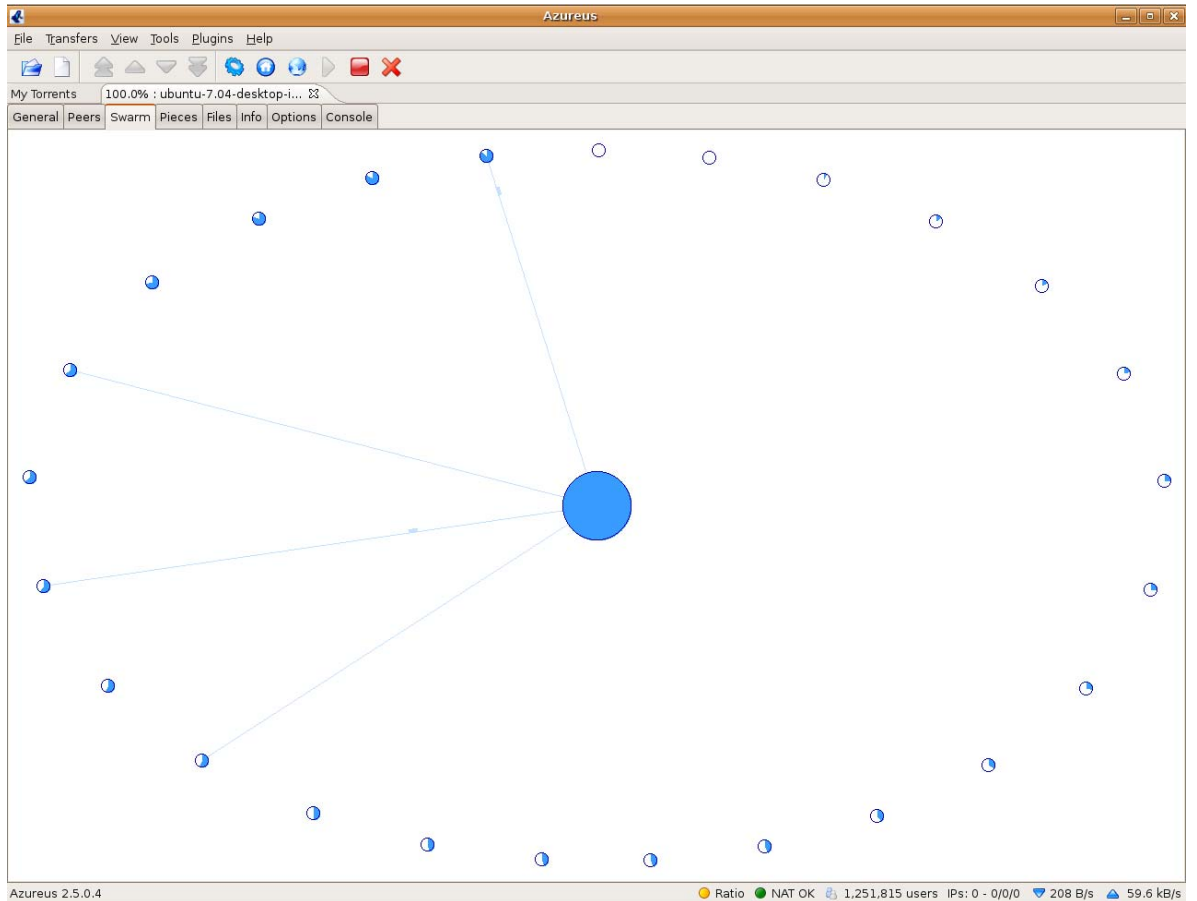 Azureus
File Transfers View Tools Plugins Help
My Torrents 100.0% : ubuntu-7.04-desktop-i...
General Peers Swarm Pieces Files Info Options Console
Azureus 2.5.0.4 Ratio NAT OK 1,251,815 users IPs: 0 - 0/0/0 208 B/s 59.6 kB/s